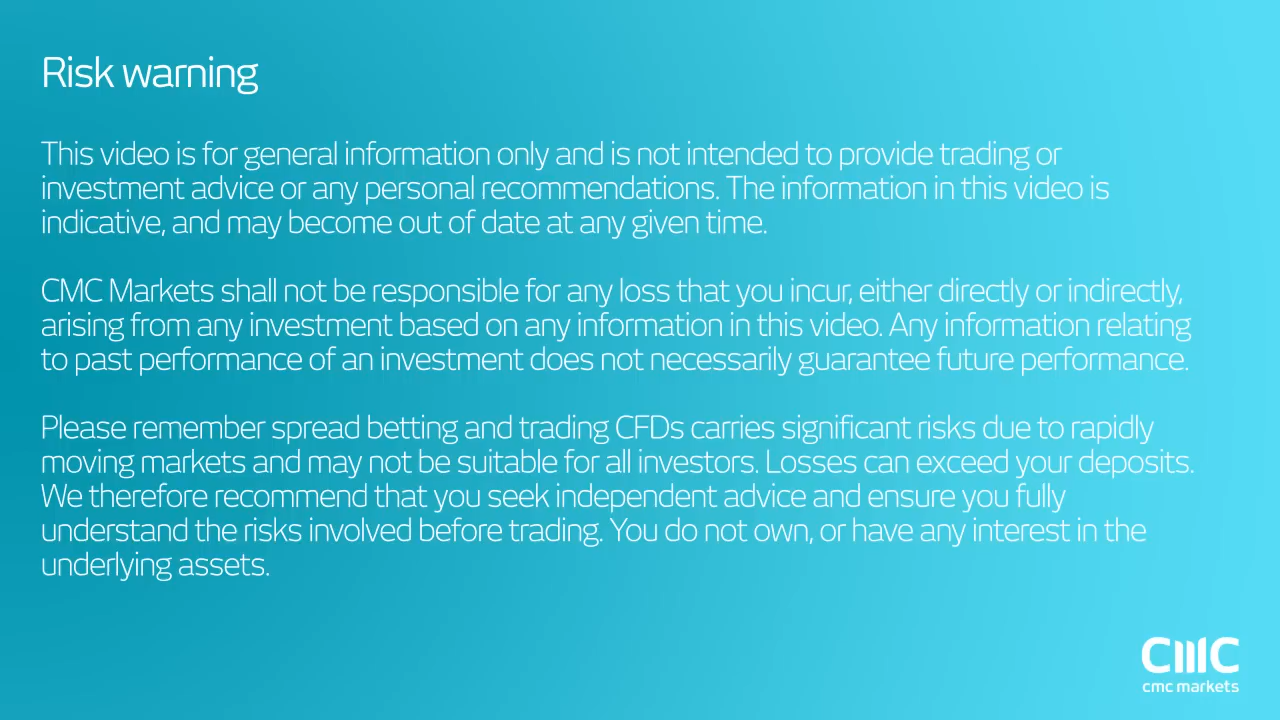 Risk warning
This video is for general information only and is not intended to provide trading or
investment advice or any personal recommendations. The information in this video is
indicative, and may become out of date at any given time.
CMC Markets shall not be responsible for any loss that you incur, either directly or indirectly,
arising from any investment based on any information in this video. Any information relating
to past performance of an investment does not necessarily guarantee future performance.
Please remember spread betting and trading CFDs carries significant risks due to rapidly
moving markets and may not be suitable for all investors. Losses can exceed your deposits.
We therefore recommend that you seek independent advice and ensure you fully
understand the risks involved before trading. You do not own, or have any interest in the
underlying assets.
CMC
cmc markets